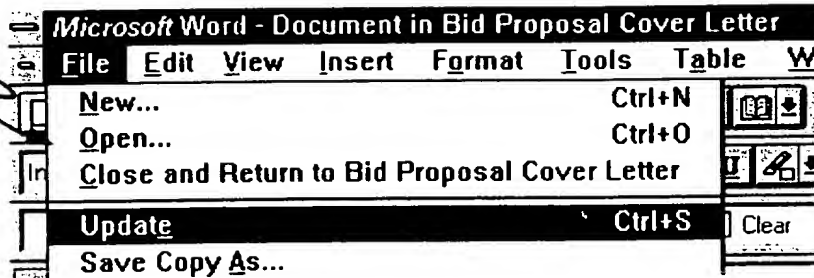 Microsoft Word - Document in Bid Proposal Cover Letter
File Edit View Insert Format Tools Table W
New... Ctrl+N
Open... Ctrl+O
Close and Return to Bid Proposal Cover Letter
Update Ctrl+S
Clear
Save Copy As...